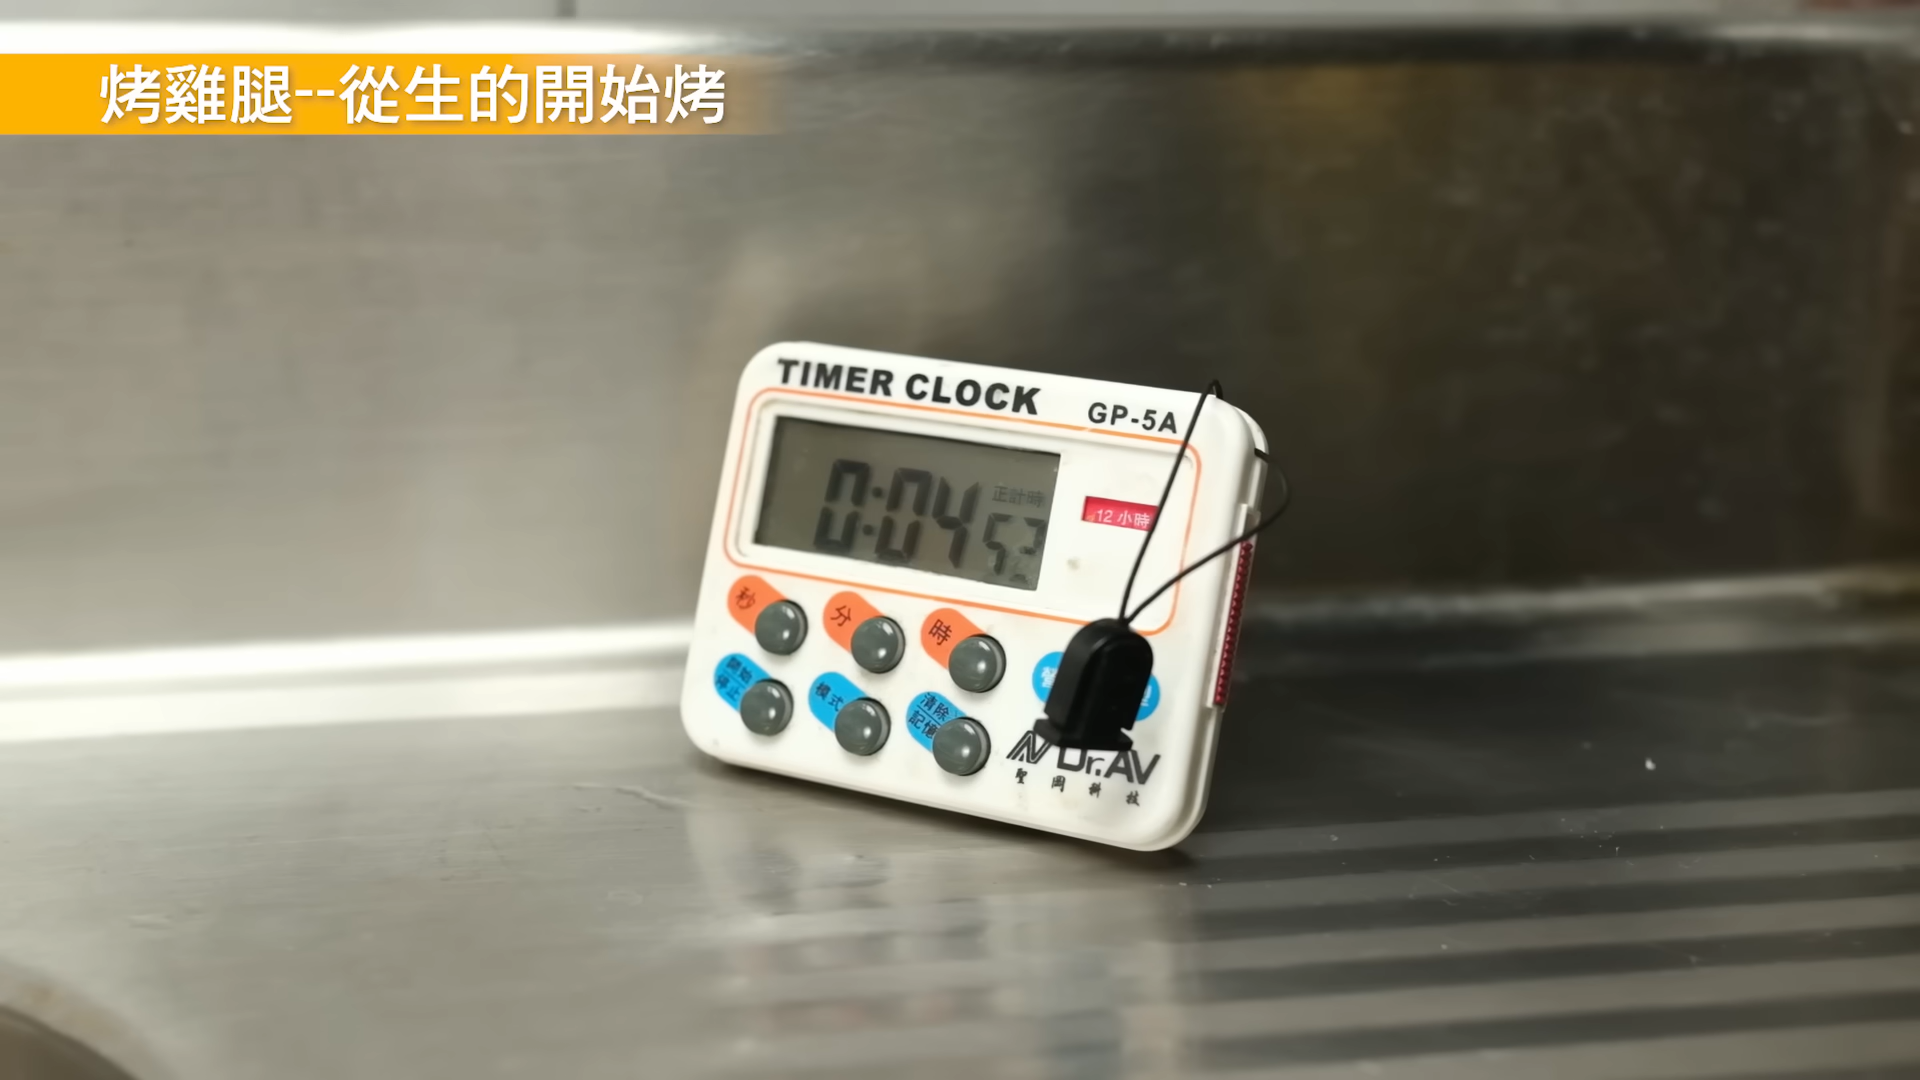 烤雞腿--從生的開始烤
TIMER CLOCK
GP-5A
正計時
0:04
12 小時
秒
分
時
開始
停止
模式
清除
記憶
Dr.AV
聖岡科技